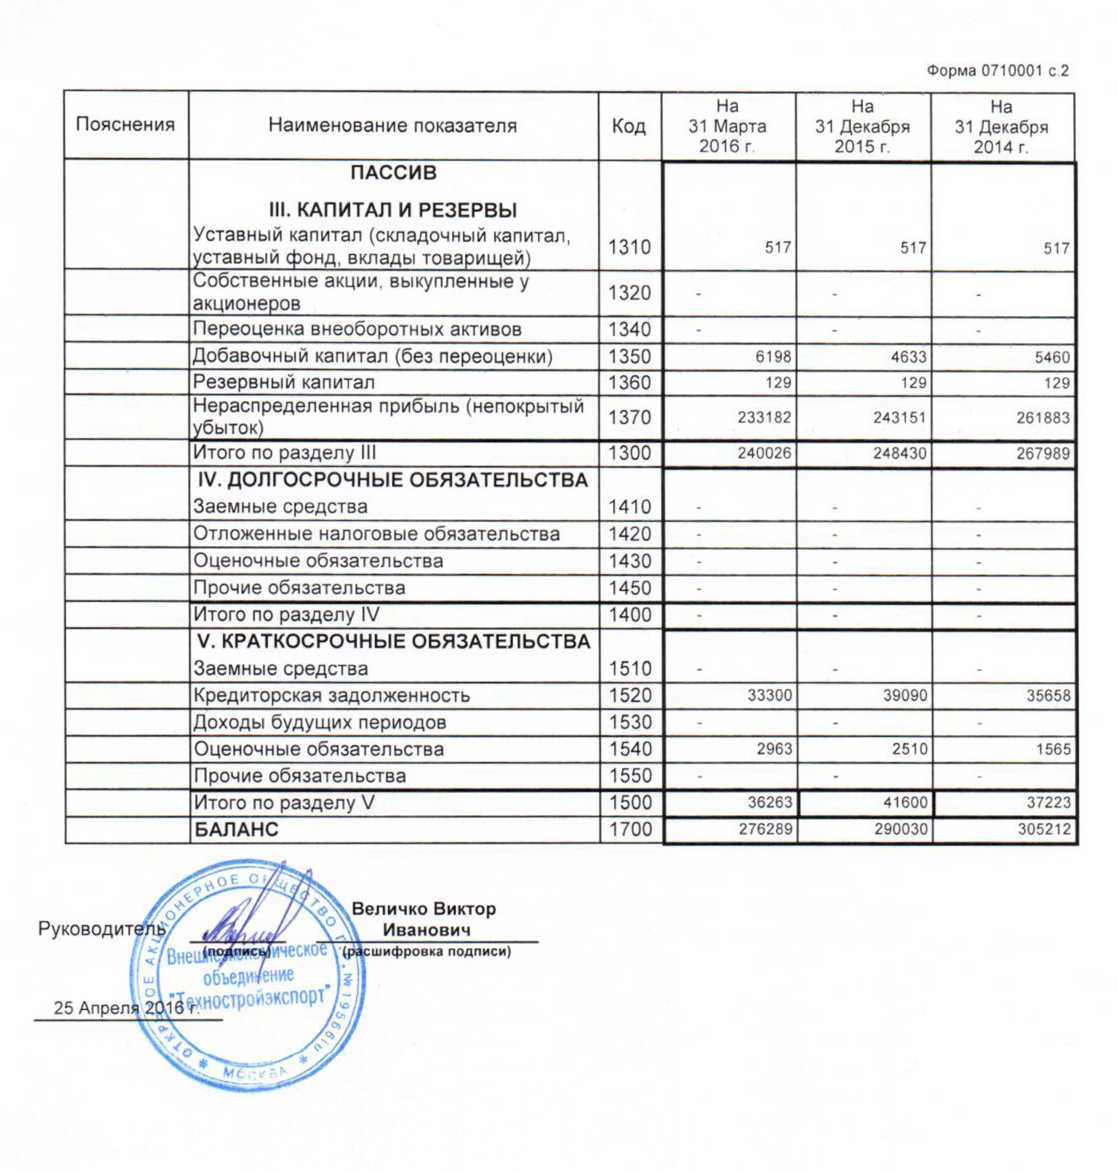 Форма 0710001 с.2
Пояснения Наименование показателя Код На 31 Марта 2016 г. На 31 Декабря 2015 г. На 31 Декабря 2014 г.
ПАССИВ
III. КАПИТАЛ И РЕЗЕРВЫ
Уставный капитал (складочный капитал,
уставный фонд, вклады товарищей) 1310 517 517 517
Собственные акции, выкупленные у
акционеров 1320 - - -
Переоценка внеоборотных активов 1340 - - -
Добавочный капитал (без переоценки) 1350 6198 4633 5460
Резервный капитал 1360 129 129 129
Нераспределенная прибыль (непокрытый
убыток) 1370 233182 243151 261883
Итого по разделу III 1300 240026 248430 267989
IV. ДОЛГОСРОЧНЫЕ ОБЯЗАТЕЛЬСТВА
Заемные средства 1410 - - -
Отложенные налоговые обязательства 1420 - - -
Оценочные обязательства 1430 - - -
Прочие обязательства 1450 - - -
Итого по разделу IV 1400 - - -
V. КРАТКОСРОЧНЫЕ ОБЯЗАТЕЛЬСТВА
Заемные средства 1510 - - -
Кредиторская задолженность 1520 33300 39090 35658
Доходы будущих периодов 1530 - - -
Оценочные обязательства 1540 2963 2510 1565
Прочие обязательства 1550 - - -
Итого по разделу V 1500 36263 41600 37223
БАЛАНС 1700 276289 290030 305212
Величко Виктор
Руководитель Иванович
(подпись) (расшифровка подписи)
25 Апреля 2016 г.
ОТКРЫТОЕ АКЦИОНЕРНОЕ ОБЩЕСТВО
Внешнеэкономическое
объединение
"Техностройэкспорт"
* МОСКВА *